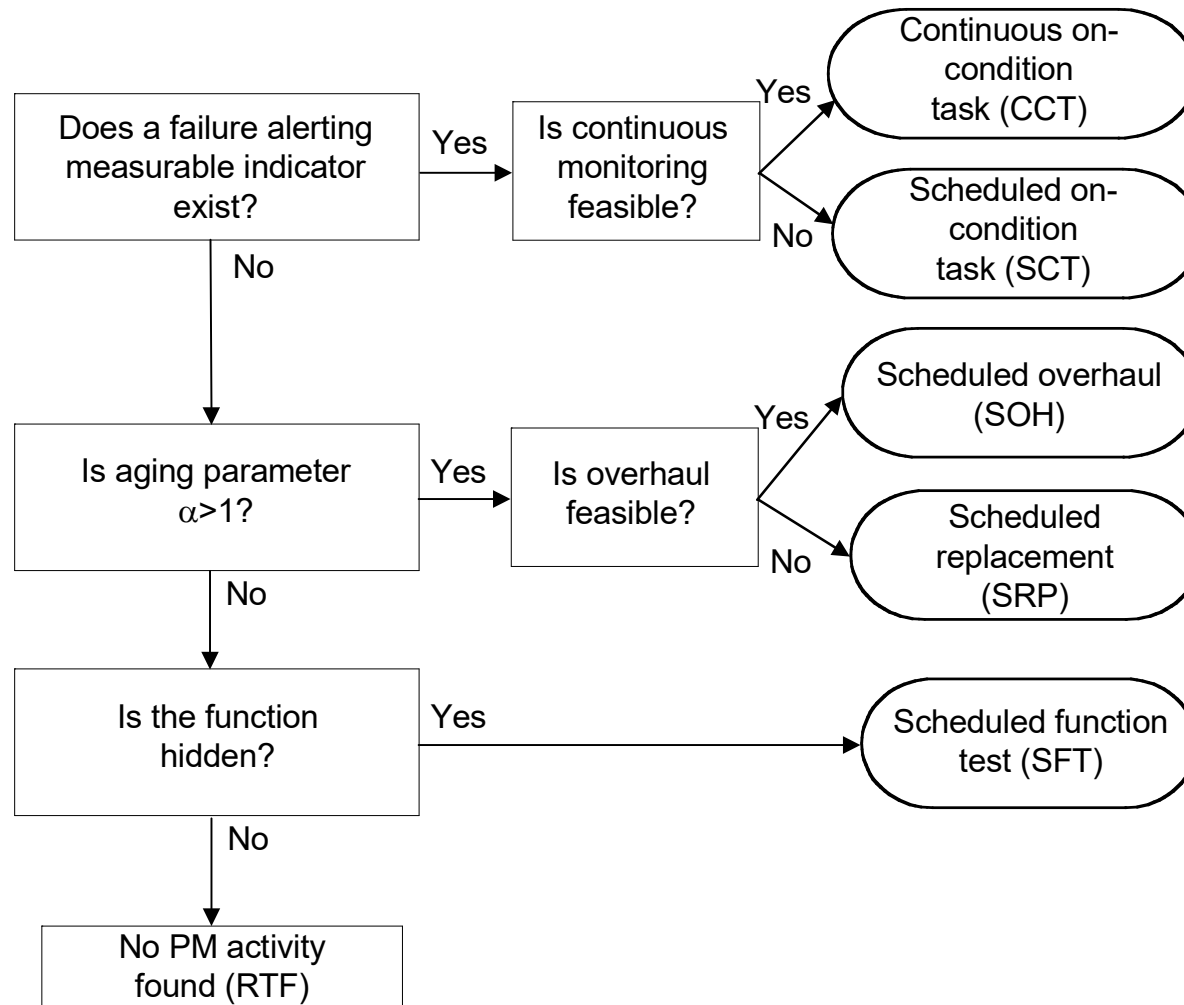 Does a failure alerting
measurable indicator
exist?
Yes
Is continuous
monitoring
feasible?
Yes
Continuous on-
condition
task (CCT)
No
Scheduled on-
condition
task (SCT)
No
Is aging parameter
α>1?
Yes
Is overhaul
feasible?
Yes
Scheduled overhaul
(SOH)
No
Scheduled
replacement
(SRP)
No
Is the function
hidden?
Yes
Scheduled function
test (SFT)
No
No PM activity
found (RTF)